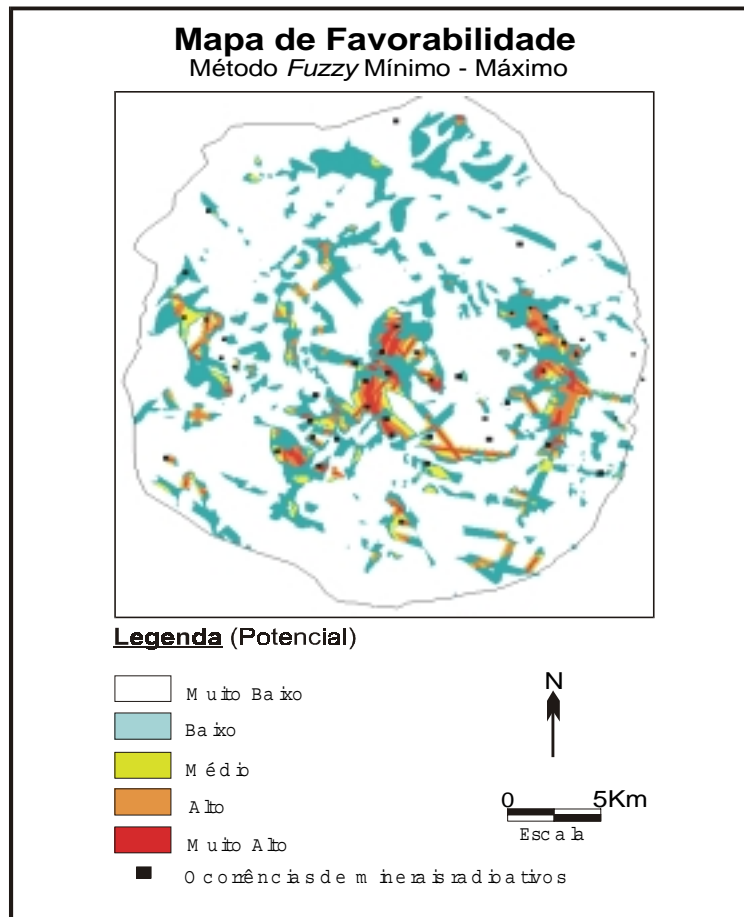 Mapa de Favorabilidade
Método Fuzzy Mínimo - Máximo
Legenda (Potencial)
Muito Baixo
Baixo
Médio
Alto
Muito Alto
Ocorrências de minerais radioativos
N
0 5Km
Escala